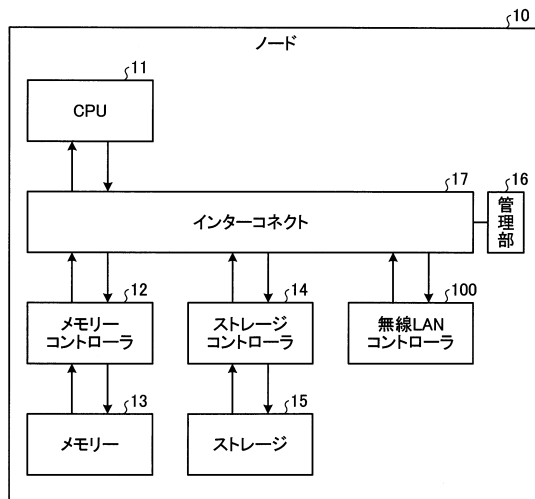 10
ノード
11
CPU
17
インターコネクト
16
管理部
12
メモリー
コントローラ
14
ストレージ
コントローラ
100
無線LAN
コントローラ
13
メモリー
15
ストレージ